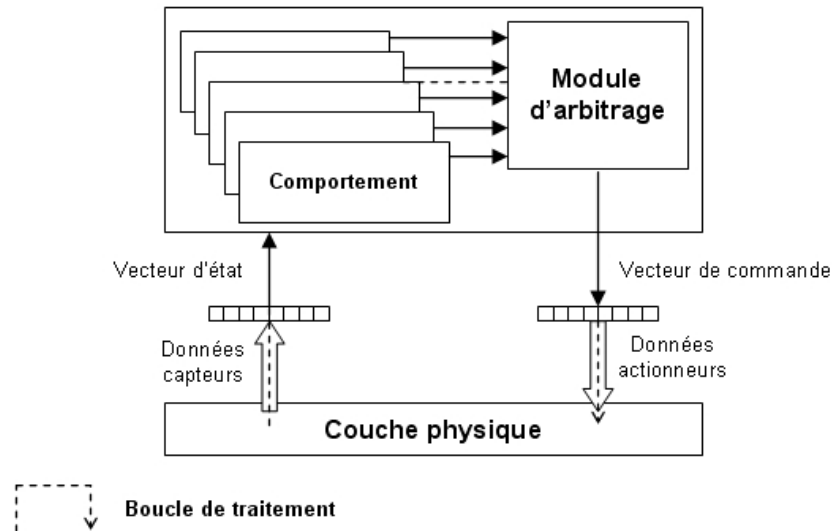 Module
d'arbitrage
Comportement
Vecteur d'état
Vecteur de commande
Données
capteurs
Données
actionneurs
Couche physique
Boucle de traitement